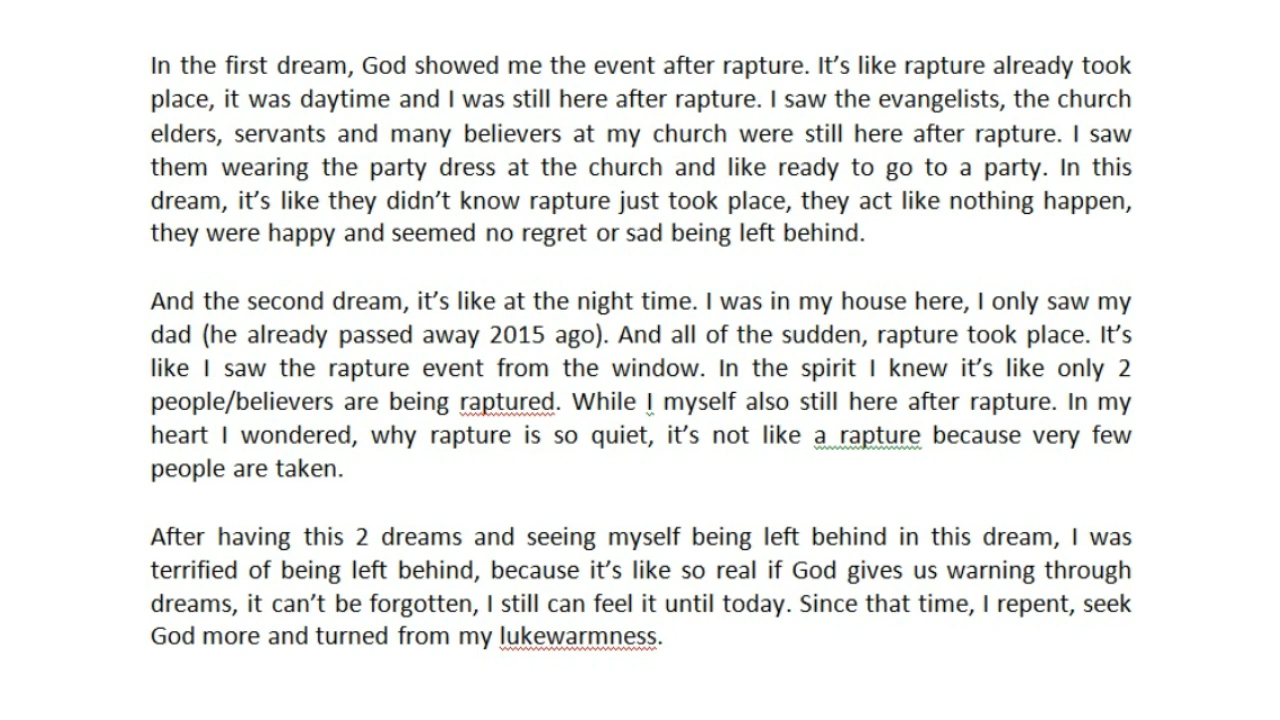 In the first dream, God showed me the event after rapture. It’s like rapture already took
place, it was daytime and I was still here after rapture. I saw the evangelists, the church
elders, servants and many believers at my church were still here after rapture. I saw
them wearing the party dress at the church and like ready to go to a party. In this
dream, it’s like they didn’t know rapture just took place, they act like nothing happen,
they were happy and seemed no regret or sad being left behind.
And the second dream, it’s like at the night time. I was in my house here, I only saw my
dad (he already passed away 2015 ago). And all of the sudden, rapture took place. It’s
like I saw the rapture event from the window. In the spirit I knew it’s like only 2
people/believers are being raptured. While I myself also still here after rapture. In my
heart I wondered, why rapture is so quiet, it’s not like a rapture because very few
people are taken.
After having this 2 dreams and seeing myself being left behind in this dream, I was
terrified of being left behind, because it’s like so real if God gives us warning through
dreams, it can’t be forgotten, I still can feel it until today. Since that time, I repent, seek
God more and turned from my lukewarmness.